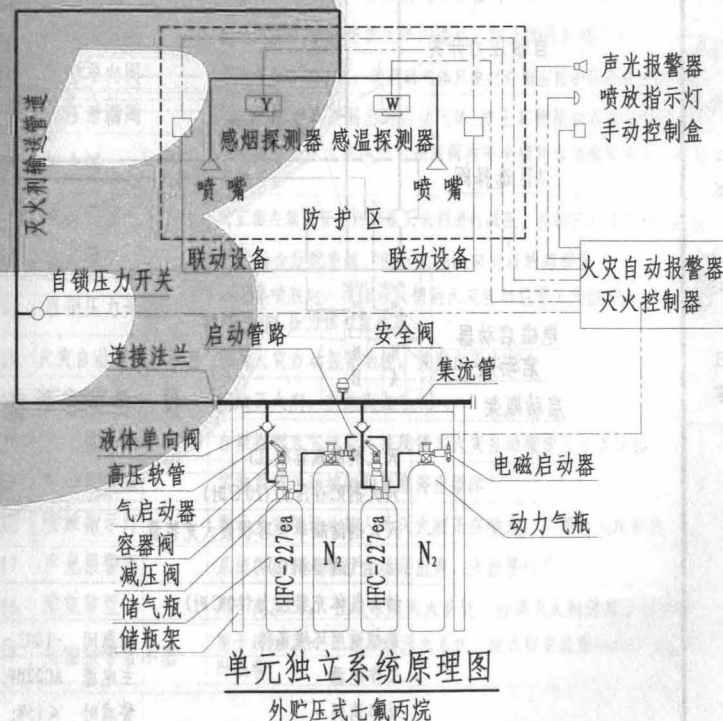 声光报警器
喷放指示灯
手动控制盒
Y
W
感烟探测器
感温探测器
喷嘴
喷嘴
防护区
灭火剂输送管道
联动设备
联动设备
火灾自动报警器
灭火控制器
自锁压力开关
启动管路
安全阀
连接法兰
集流管
液体单向阀
高压软管
气启动器
容器阀
减压阀
储气瓶
储瓶架
电磁启动器
动力气瓶
HFC-227ea
N₂
HFC-227ea
N₂
单元独立系统原理图
外贮压式七氟丙烷